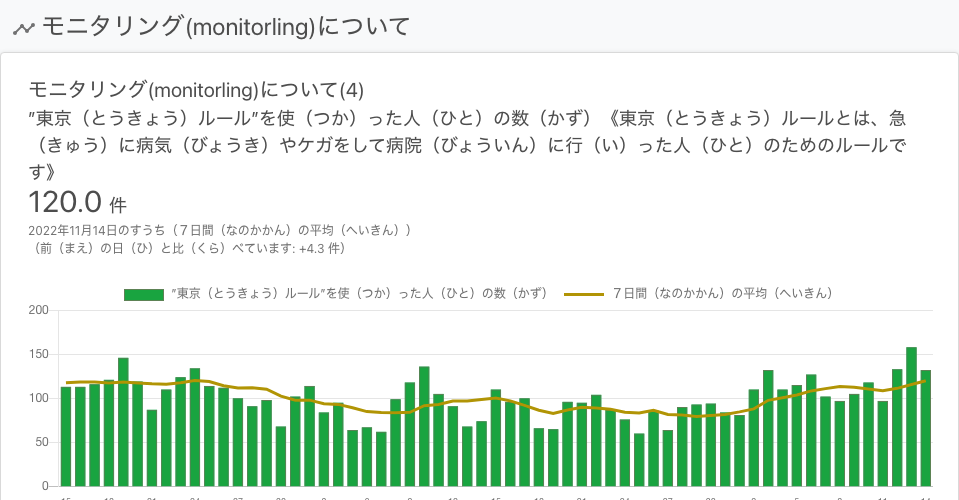 モニタリング(monitorling)について
モニタリング(monitorling)について(4)
”東京（とうきょう）ルール”を使（つか）った人（ひと）の数（かず）《東京（とうきょう）ルールとは、急
（きゅう）に病気（びょうき）やケガをして病院（びょういん）に行（い）った人（ひと）のためのルールで
す》
120.0 件
2022年11月14日のすうち（７日間（なのかかん）の平均（へいきん））
（前（まえ）の日（ひ）と比（くら）べています: +4.3 件）
”東京（とうきょう）ルール”を使（つか）った人（ひと）の数（かず） ７日間（なのかかん）の平均（へいきん）
200
150
100
50
0